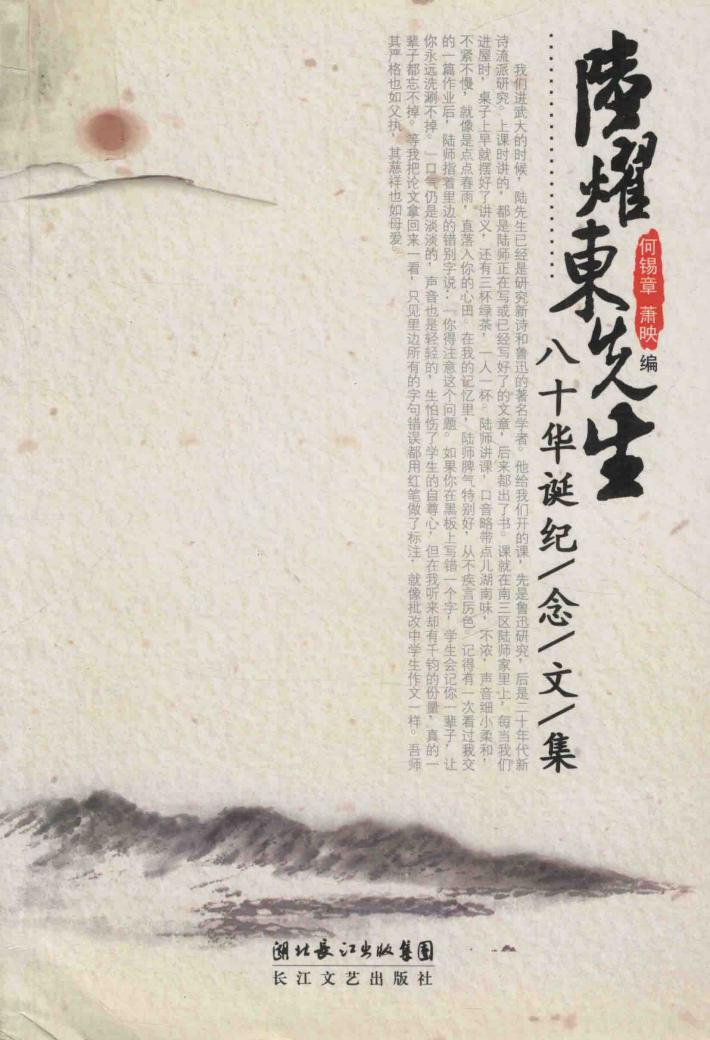 陸耀東先生
八十华诞纪/念/文/集
何锡章 萧映 编
我们进武大的时候，陆先生已经是研究新诗和鲁迅的著名学者。他给我们开的课，先是鲁迅研究，后是二十年代新
诗流派研究。上课时讲的，都是陆师正在写或已经写好了的文章，后来都出了书。课就在南三区陆师家里上，每当我们
进屋时，桌子上早就摆好了讲义，还有三杯绿茶，一人一杯。陆师讲课，口音略带点儿湖南味，不浓，声音细小柔和，
不紧不慢，就像是点点春雨，直落入你的心田。在我的记忆里，陆师脾气特别好，从不疾言厉色。记得有一次看过我交
的一篇作业后，陆师指着里边的错别字说：“你得注意这个问题。如果你在黑板上写错一个字，学生会记你一辈子，让
你永远洗涮不掉。”口气仍是淡淡的，声音也是轻轻的，生怕伤了学生的自尊心，但在我听来却有千钧的份量，真的一
辈子都忘不掉。等我把论文拿回来一看，只见里边所有的字句错误都用红笔做了标注，就像批改中学生作文一样。吾师
其严格也如父执，其慈祥也如母爱。
湖北长江出版集团
长江文艺出版社